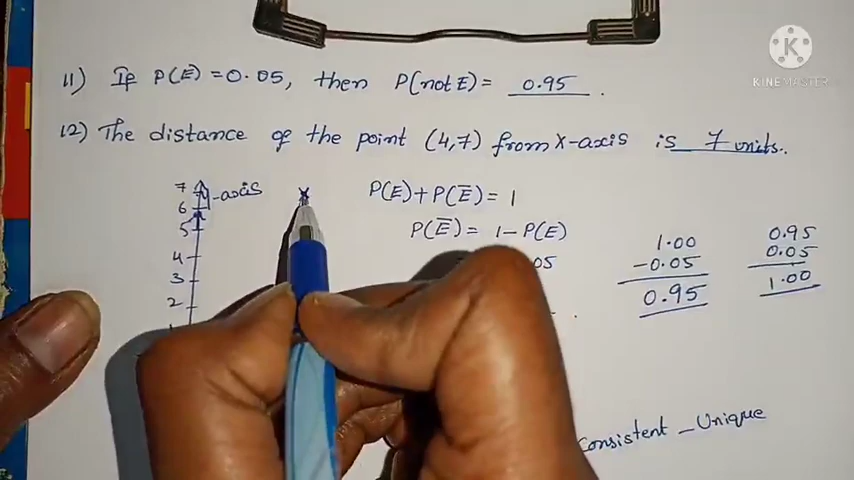 11) If P(E) = 0.05, then P(not E) = 0.95.
12) The distance of the point (4,7) from X-axis is 7 units.
7
6
5
4
3
2
-axis
P(E) + P(E̅) = 1
P(E̅) = 1 - P(E)
05
1.00
-0.05
0.95
0.95
0.05
1.00
Consistent - Unique
K
KINEMASTER